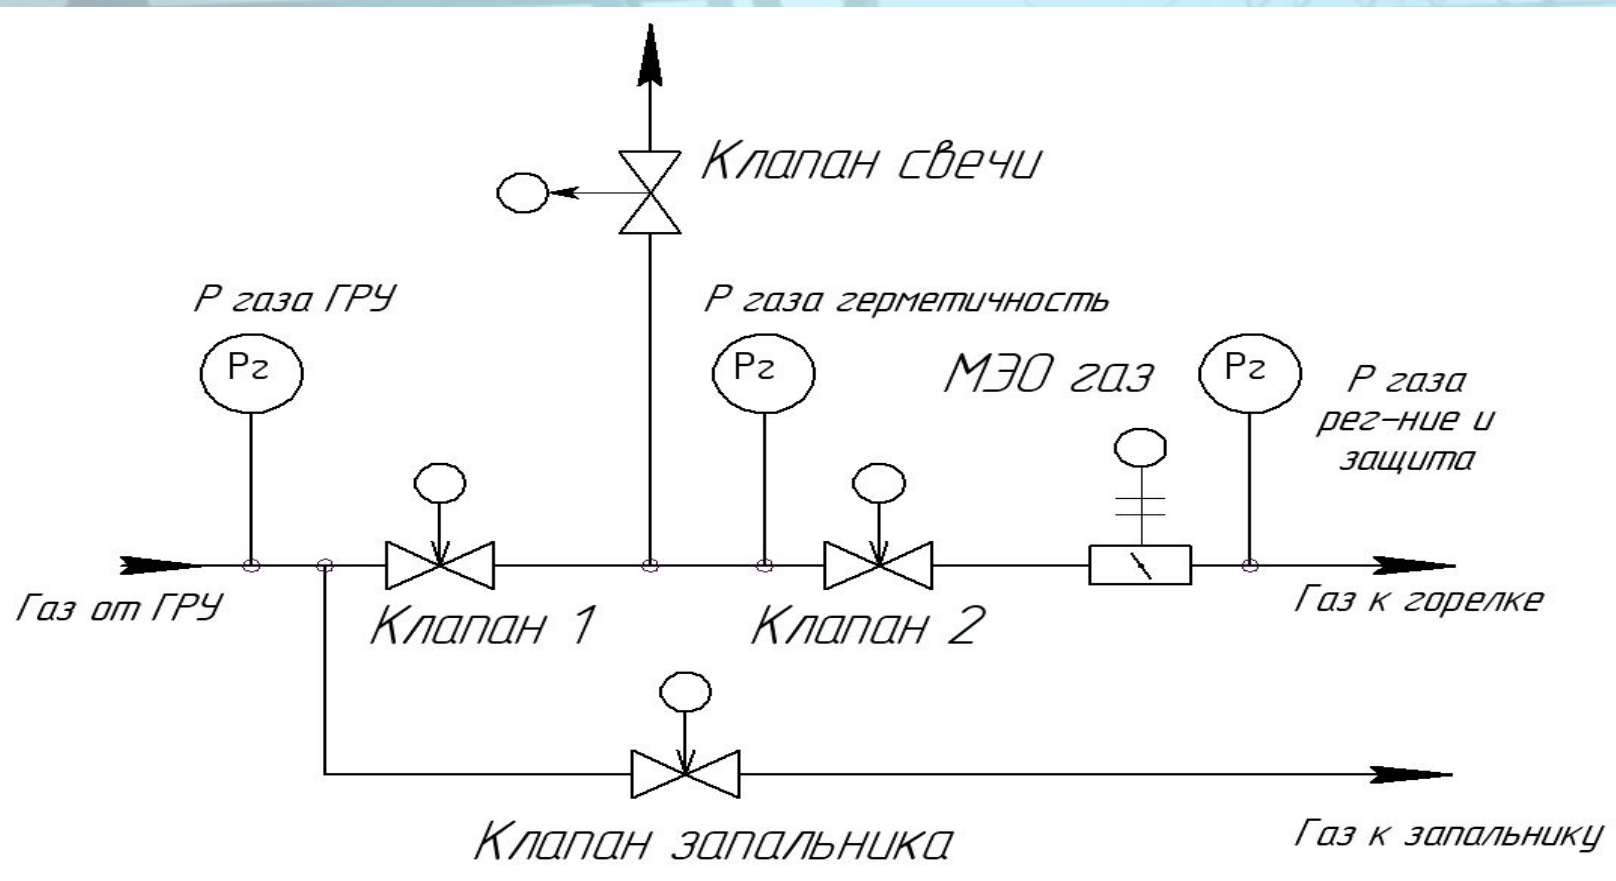 Клапан свечи
Р газа ГРУ
Р газа герметичность
Рг
Рг
МЭО газ
Рг
Р газа
рег-ние и
защита
Газ от ГРУ
Клапан 1
Клапан 2
Газ к горелке
Клапан запальника
Газ к запальнику